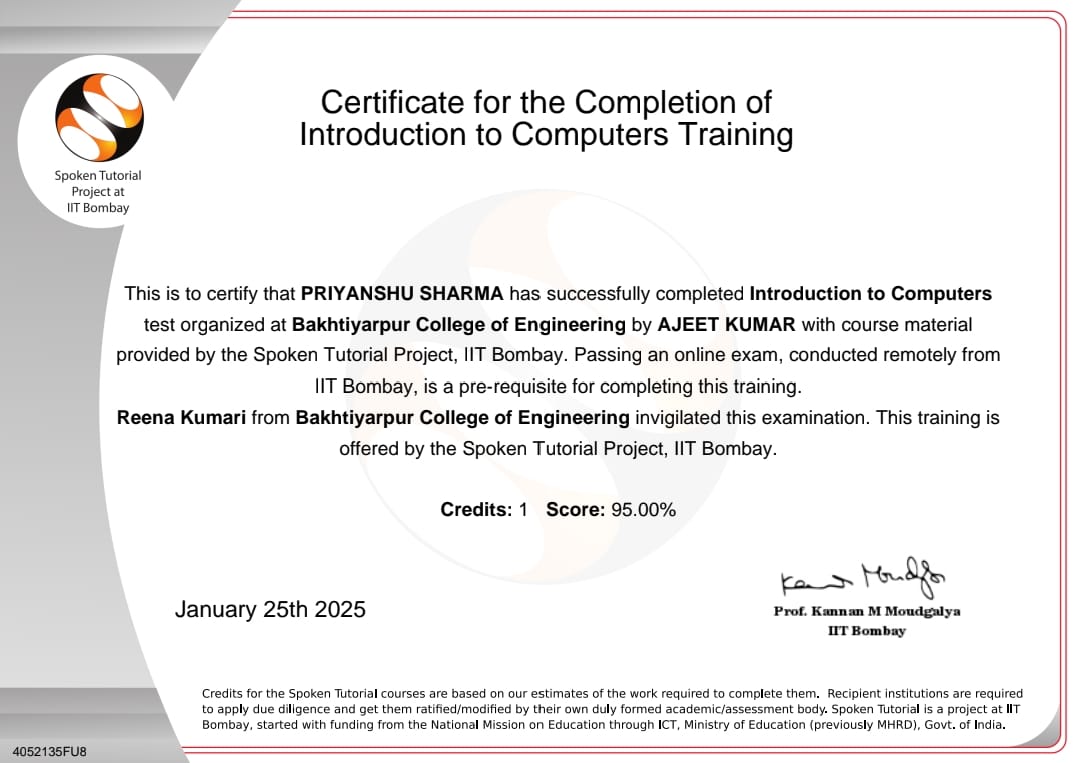 Spoken Tutorial
Project at
IIT Bombay
Certificate for the Completion of
Introduction to Computers Training
This is to certify that PRIYANSHU SHARMA has successfully completed Introduction to Computers
test organized at Bakhtiyarpur College of Engineering by AJEET KUMAR with course material
provided by the Spoken Tutorial Project, IIT Bombay. Passing an online exam, conducted remotely from
IIT Bombay, is a pre-requisite for completing this training.
Reena Kumari from Bakhtiyarpur College of Engineering invigilated this examination. This training is
offered by the Spoken Tutorial Project, IIT Bombay.
Credits: 1 Score: 95.00%
January 25th 2025
Kannan Moudgalya
Prof. Kannan M Moudgalya
IIT Bombay
Credits for the Spoken Tutorial courses are based on our estimates of the work required to complete them. Recipient institutions are required
to apply due diligence and get them ratified/modified by their own duly formed academic/assessment body. Spoken Tutorial is a project at IIT
Bombay, started with funding from the National Mission on Education through ICT, Ministry of Education (previously MHRD), Govt. of India.
4052135FU8